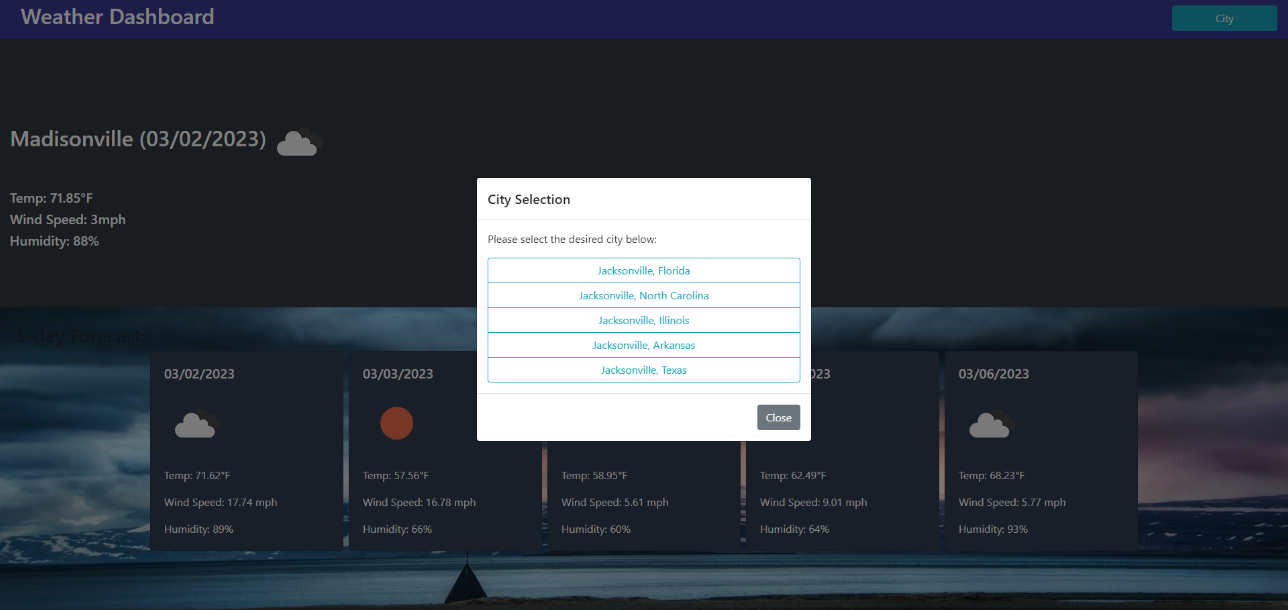 Weather Dashboard
City
Madisonville (03/02/2023)
Temp: 71.85°F
Wind Speed: 3mph
Humidity: 88%
City Selection
Please select the desired city below:
Jacksonville, Florida
Jacksonville, North Carolina
Jacksonville, Illinois
Jacksonville, Arkansas
Jacksonville, Texas
Close
5-day Forecast:
03/02/2023
Temp: 71.62°F
Wind Speed: 17.74 mph
Humidity: 89%
03/03/2023
Temp: 57.56°F
Wind Speed: 16.78 mph
Humidity: 66%
Temp: 58.95°F
Wind Speed: 5.61 mph
Humidity: 60%
023
Temp: 62.49°F
Wind Speed: 9.01 mph
Humidity: 64%
03/06/2023
Temp: 68.23°F
Wind Speed: 5.77 mph
Humidity: 93%